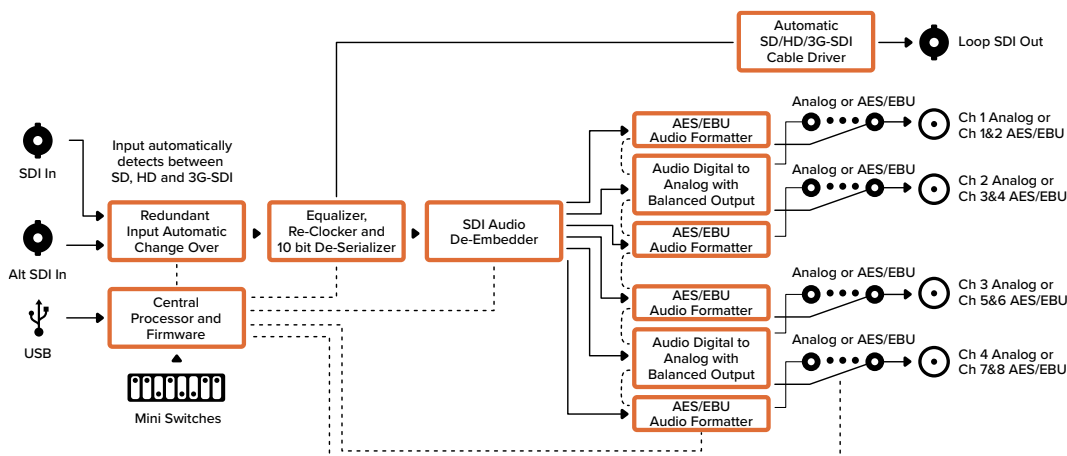 Automatic
SD/HD/3G-SDI
Cable Driver
Loop SDI Out
SDI In
Input automatically
detects between
SD, HD and 3G-SDI
Alt SDI In
Redundant
Input Automatic
Change Over
Equalizer,
Re-Clocker and
10 bit De-Serializer
SDI Audio
De-Embedder
USB
Central
Processor and
Firmware
Mini Switches
AES/EBU
Audio Formatter
Audio Digital to
Analog with
Balanced Output
AES/EBU
Audio Formatter
AES/EBU
Audio Formatter
Audio Digital to
Analog with
Balanced Output
AES/EBU
Audio Formatter
Analog or AES/EBU
Ch 1 Analog or
Ch 1&2 AES/EBU
Analog or AES/EBU
Ch 2 Analog or
Ch 3&4 AES/EBU
Analog or AES/EBU
Ch 3 Analog or
Ch 5&6 AES/EBU
Analog or AES/EBU
Ch 4 Analog or
Ch 7&8 AES/EBU